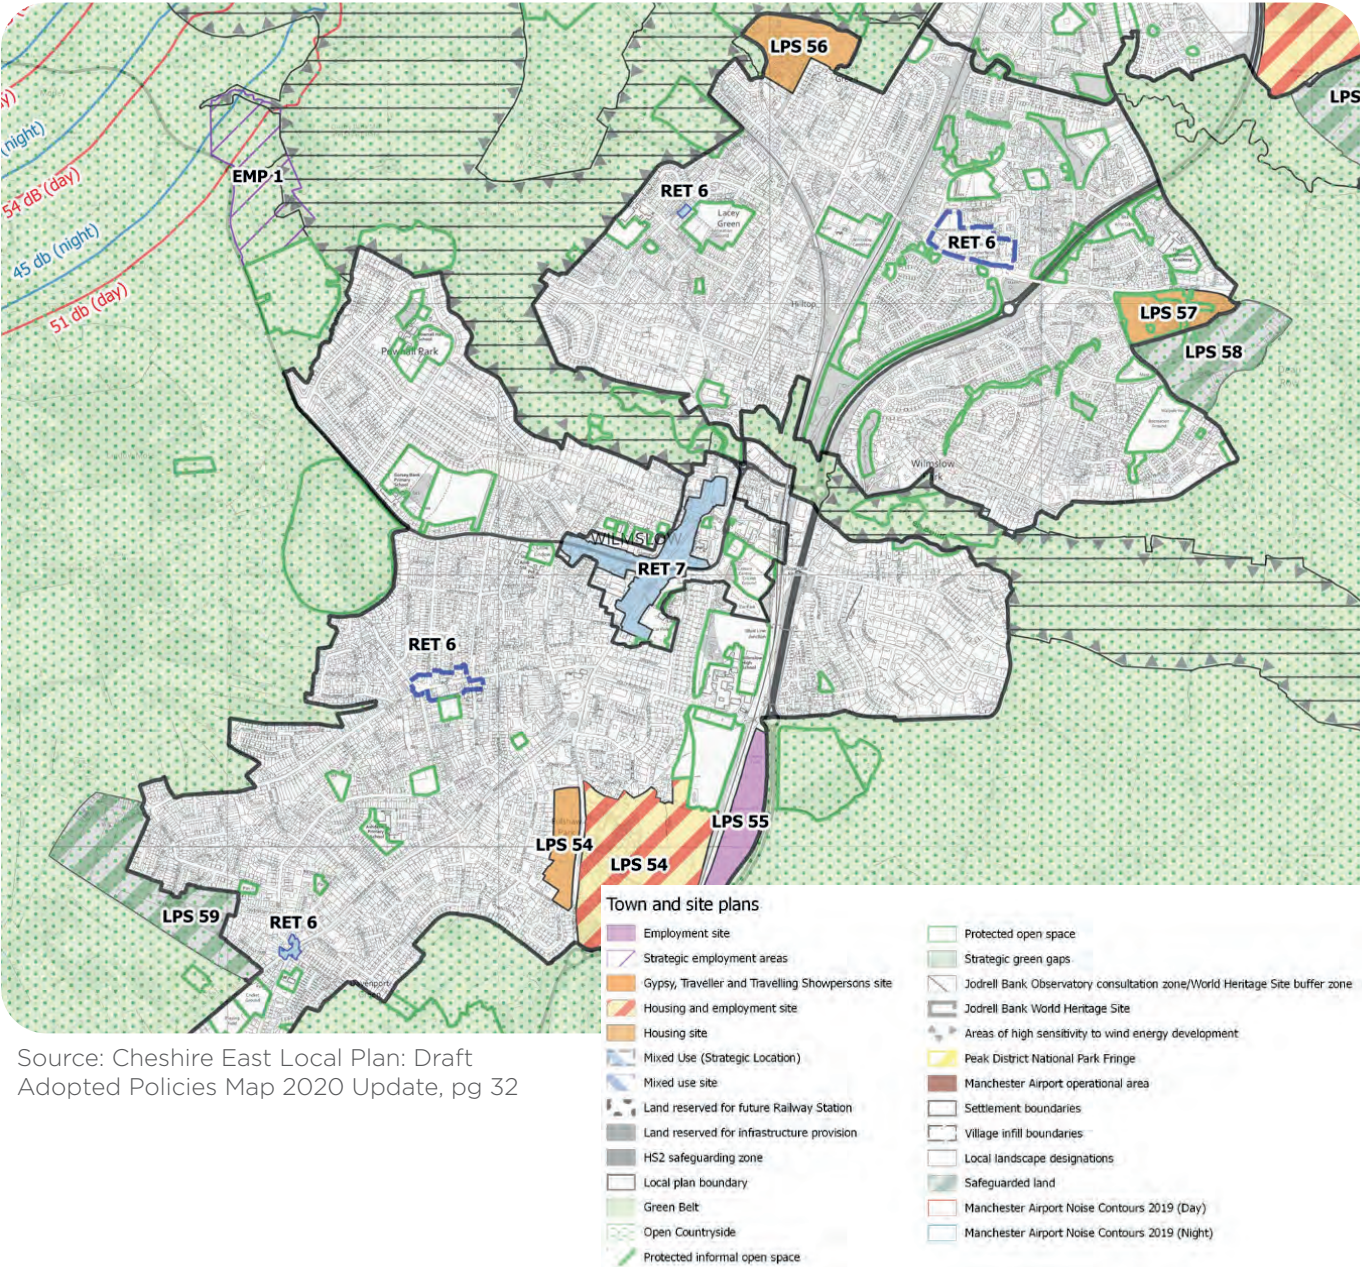 LPS 56
LPS
y)
(night)
54 dB (day)
45 db (night)
51 db (day)
EMP 1
RET 6
Lacey
Green
RET 6
LPS 57
LPS 58
Hilltop
Pownall Park
Wilmslow
WILMSLOW
RET 7
RET 6
LPS 55
LPS 54
LPS 54
LPS 59
RET 6
Town and site plans
Employment site
Strategic employment areas
Gypsy, Traveller and Travelling Showpersons site
Housing and employment site
Housing site
Mixed Use (Strategic Location)
Mixed use site
Land reserved for future Railway Station
Land reserved for infrastructure provision
HS2 safeguarding zone
Local plan boundary
Green Belt
Open Countryside
Protected informal open space
Protected open space
Strategic green gaps
Jodrell Bank Observatory consultation zone/World Heritage Site buffer zone
Jodrell Bank World Heritage Site
Areas of high sensitivity to wind energy development
Peak District National Park Fringe
Manchester Airport operational area
Settlement boundaries
Village infill boundaries
Local landscape designations
Safeguarded land
Manchester Airport Noise Contours 2019 (Day)
Manchester Airport Noise Contours 2019 (Night)
Source: Cheshire East Local Plan: Draft
Adopted Policies Map 2020 Update, pg 32